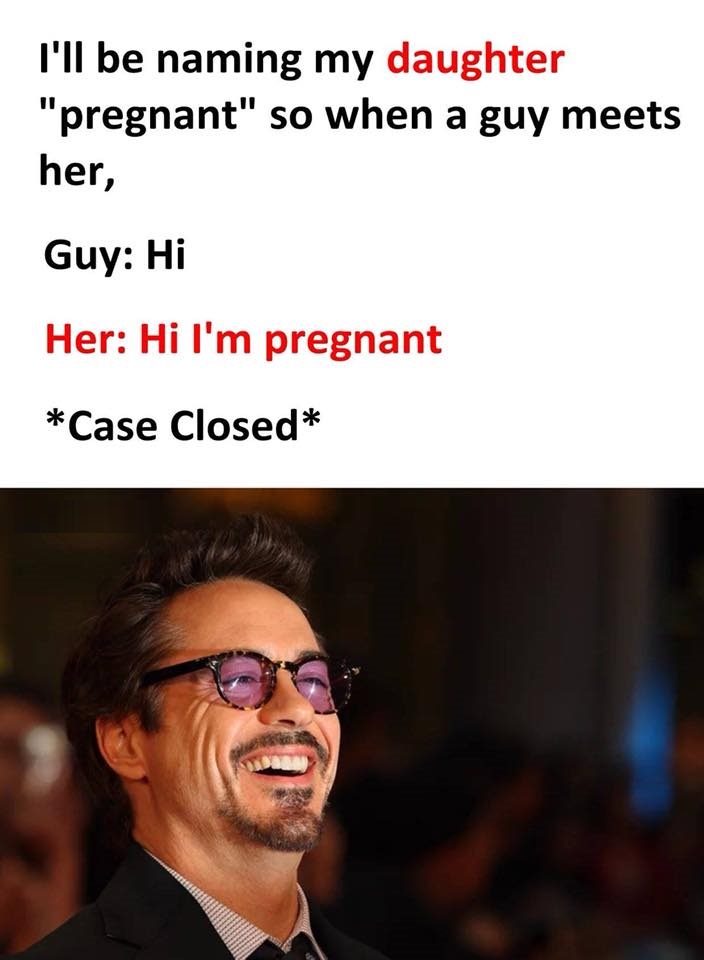 I'll be naming my daughter
"pregnant" so when a guy meets
her,
Guy: Hi
Her: Hi I'm pregnant
*Case Closed*